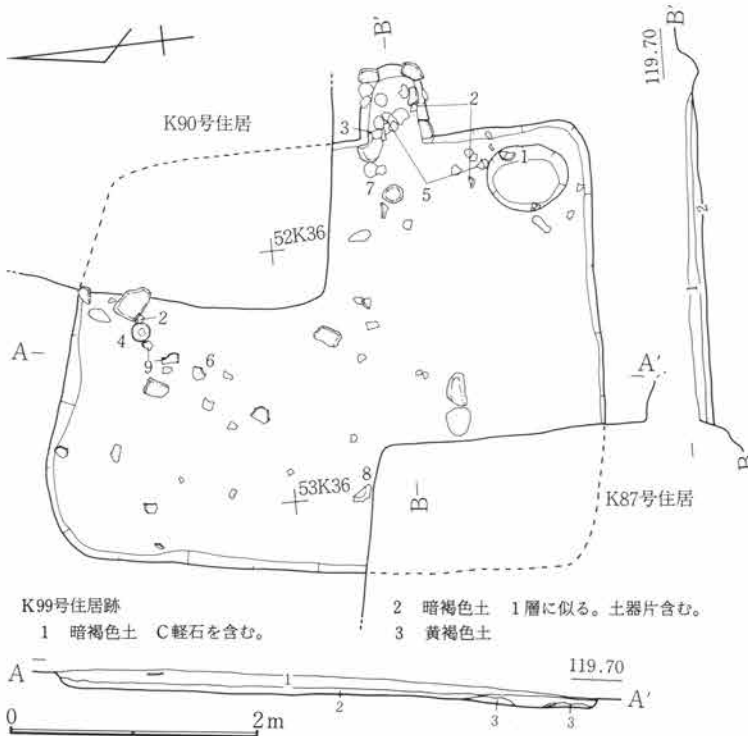 B'
B'
119.70
K90号住居
2
3
1
7
5
52K36
2
2
4
9
6
A
A'
1
8
53K36
B
B
K87号住居
K99号住居跡
1 暗褐色土 C軽石を含む。
2 暗褐色土 1層に似る。土器片含む。
3 黄褐色土
A
1
119.70
A'
2
3
3
0
2m